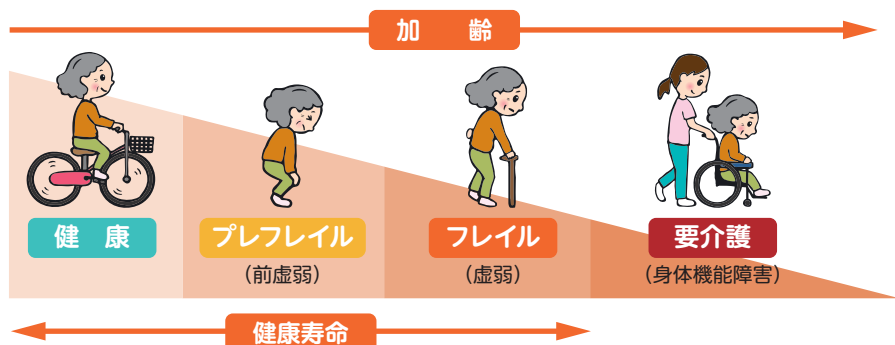 加　齢
健　康
プレフレイル
（前虚弱）
フレイル
（虚弱）
要介護
（身体機能障害）
健康寿命